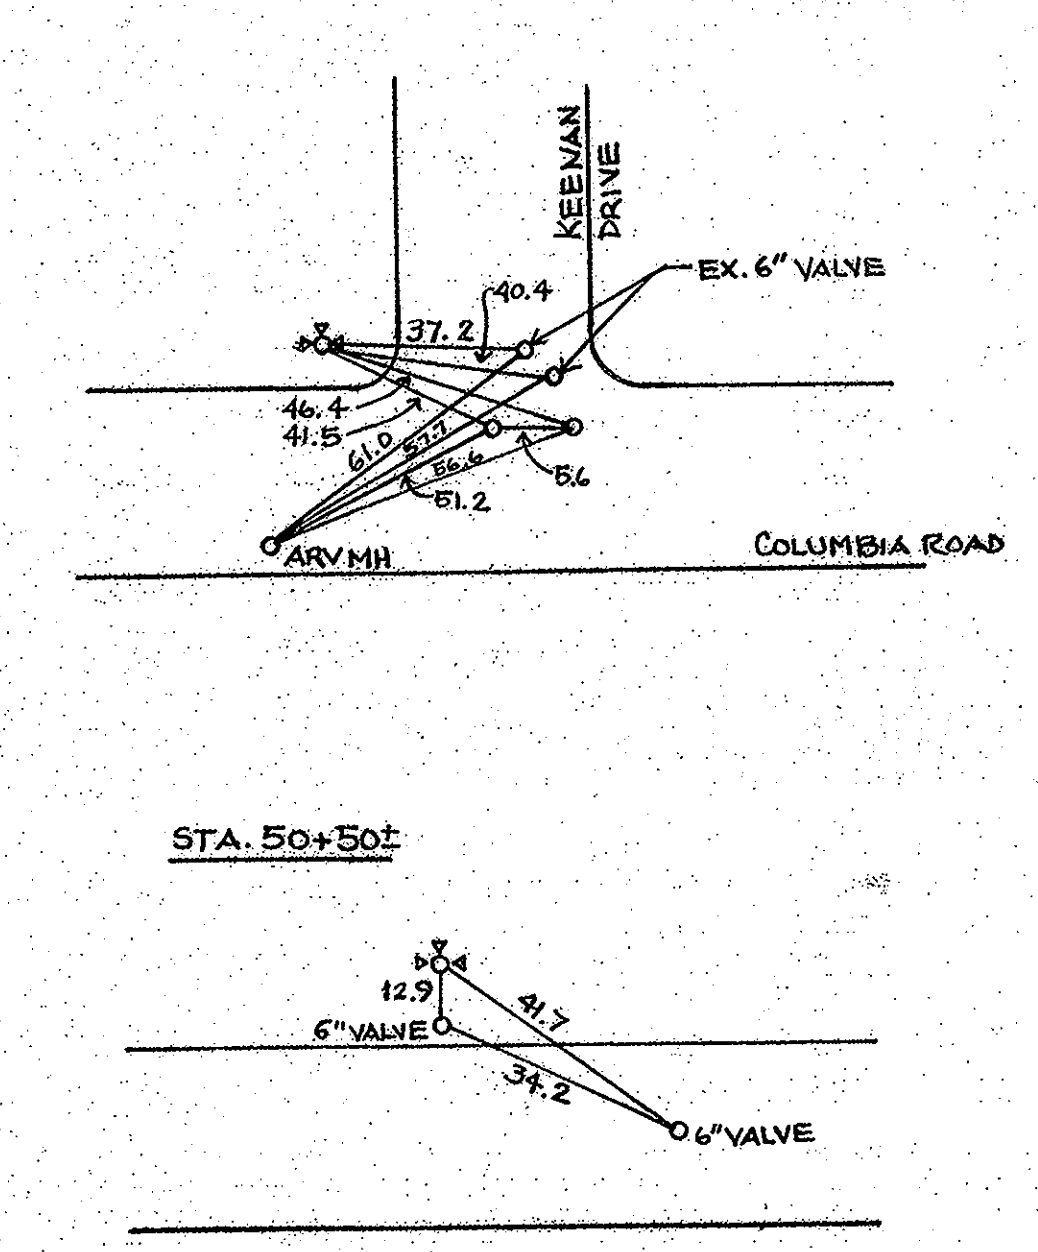 KEENAN
DRIVE
EX. 6" VALVE
40.4
37.2
46.4
41.5
61.0
57.7
56.6
5.6
51.2
ARVMH
COLUMBIA ROAD
STA. 50+50±
12.9
41.7
6" VALVE
34.2
6" VALVE